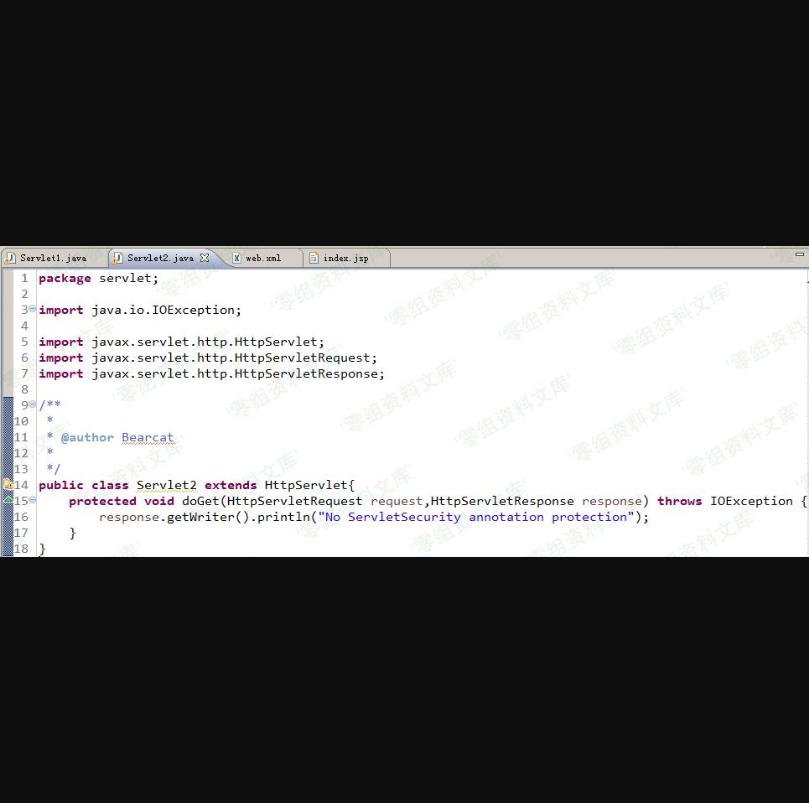 Servlet1.java Servlet2.java web.xml index.jsp
1 package servlet;
2
3 import java.io.IOException;
4
5 import javax.servlet.http.HttpServlet;
6 import javax.servlet.http.HttpServletRequest;
7 import javax.servlet.http.HttpServletResponse;
8
9 /**
10 *
11 * @author Bearcat
12 *
13 */
14 public class Servlet2 extends HttpServlet{
15 protected void doGet(HttpServletRequest request,HttpServletResponse response) throws IOException {
16 response.getWriter().println("No ServletSecurity annotation protection");
17 }
18 }
零组资料文库